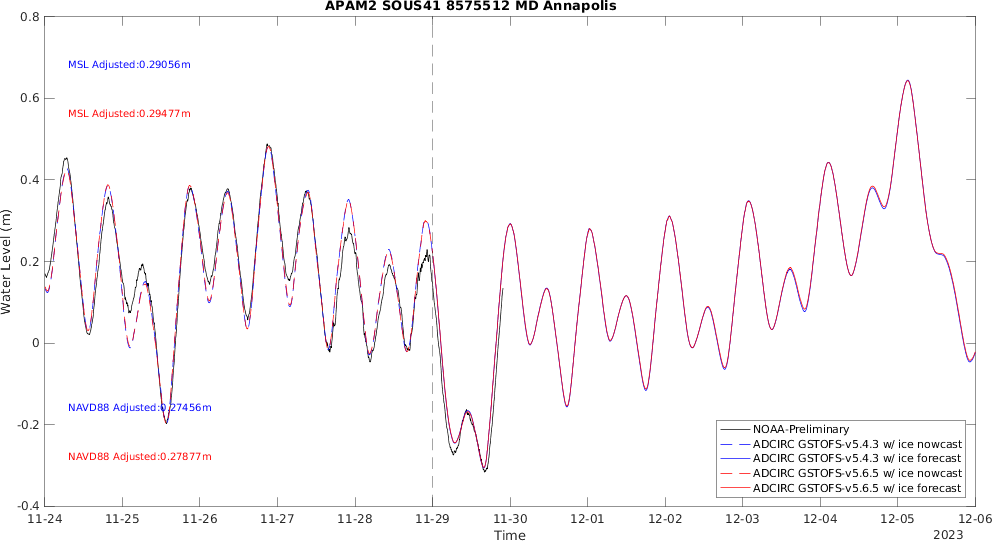 APAM2 SOUS41 8575512 MD Annapolis
0.8
0.6
0.4
0.2
0
-0.2
-0.4
Water Level (m)
MSL Adjusted:0.29056m
MSL Adjusted:0.29477m
NAVD88 Adjusted:0.27456m
NAVD88 Adjusted:0.27877m
NOAA-Preliminary
ADCIRC GSTOFS-v5.4.3 w/ ice nowcast
ADCIRC GSTOFS-v5.4.3 w/ ice forecast
ADCIRC GSTOFS-v5.6.5 w/ ice nowcast
ADCIRC GSTOFS-v5.6.5 w/ ice forecast
11-24 11-25 11-26 11-27 11-28 11-29 11-30 12-01 12-02 12-03 12-04 12-05 12-06
Time
2023